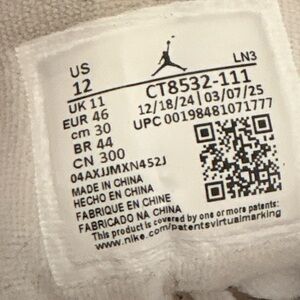 US
12
LN3
UK 11
CT8532-111
EUR 46
12/18/24 | 03/07/25
cm 30
UPC 00198481071777
BR 44
CN 300
04AXJJMXN452J
MADE IN CHINA
HECHO EN CHINA
FABRIQUE EN CHINE
FABRICADO NA CHINA
This product is covered by one or more patents:
www.nike.com/patentsvirtualmarking